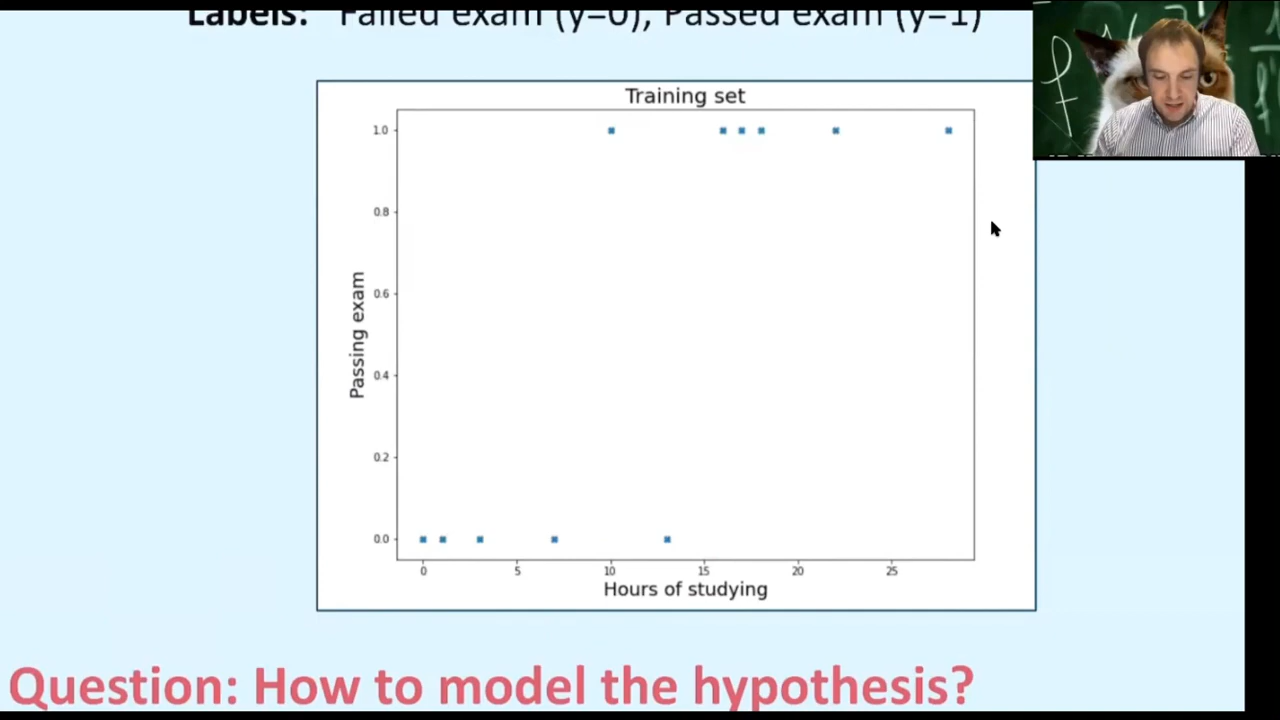 Labels: Failed exam (y=0), Passed exam (y=1)
Training set
1.0
0.8
0.6
0.4
0.2
0.0
Passing exam
0 5 10 15 20 25
Hours of studying
Question: How to model the hypothesis?